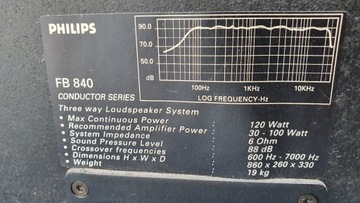 PHILIPS
90.0
70.0
50.0
dB
100Hz 1KHz 10KHz
LOG FREQUENCY-Hz
FB 840
CONDUCTOR SERIES
Three way Loudspeaker System
• Max Continuous Power 120 Watt
• Recommended Amplifier Power 30 - 100 Watt
• System Impedance 6 Ohm
• Sound Pressure Level 88 dB
• Crossover frequencies 600 Hz - 7000 Hz
• Dimensions H x W x D 860 x 260 x 330
• Weight 19 kg